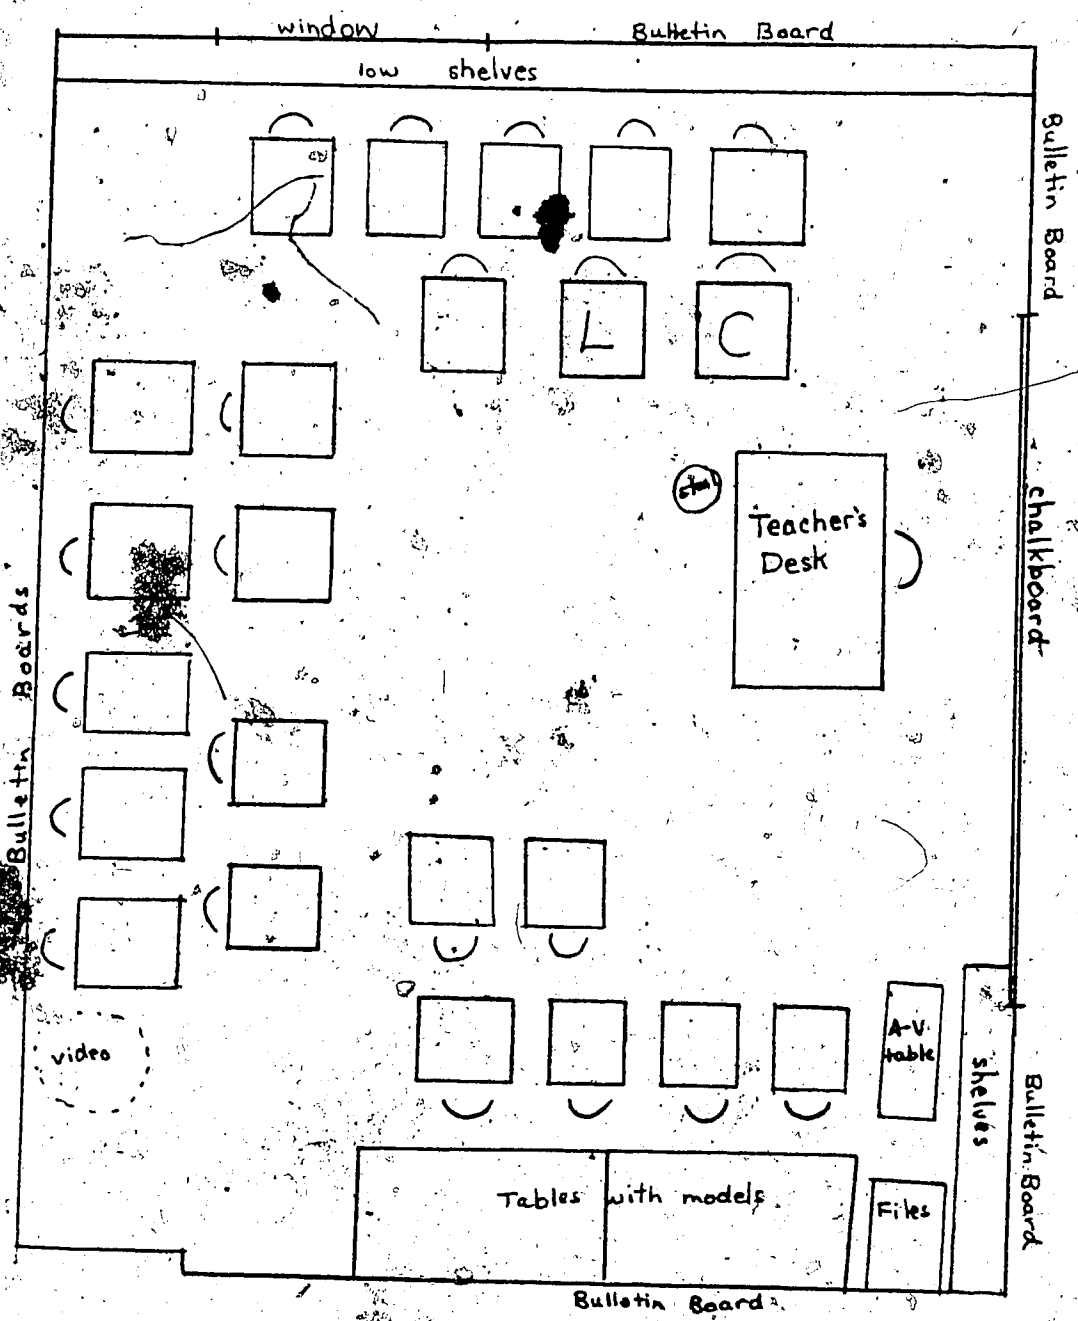 window
Bulletin Board
low shelves
Bulletin Board
L
C
stool
Teacher's
Desk
chalkboard
Bulletin Boards
video
A-V
table
shelves
Bulletin Board
Tables with models
Files
Bulletin Board